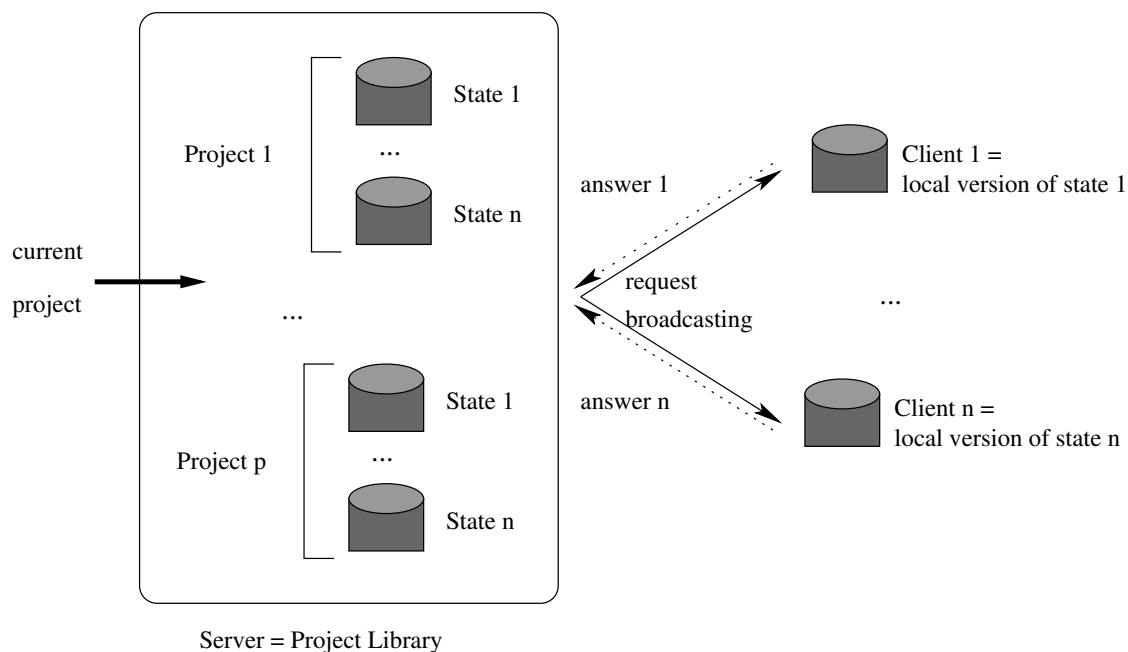 State 1
...
Project 1
State n
current
project
...
State 1
...
Project p
State n
Server = Project Library
answer 1
request
broadcasting
answer n
Client 1 =
local version of state 1
...
Client n =
local version of state n